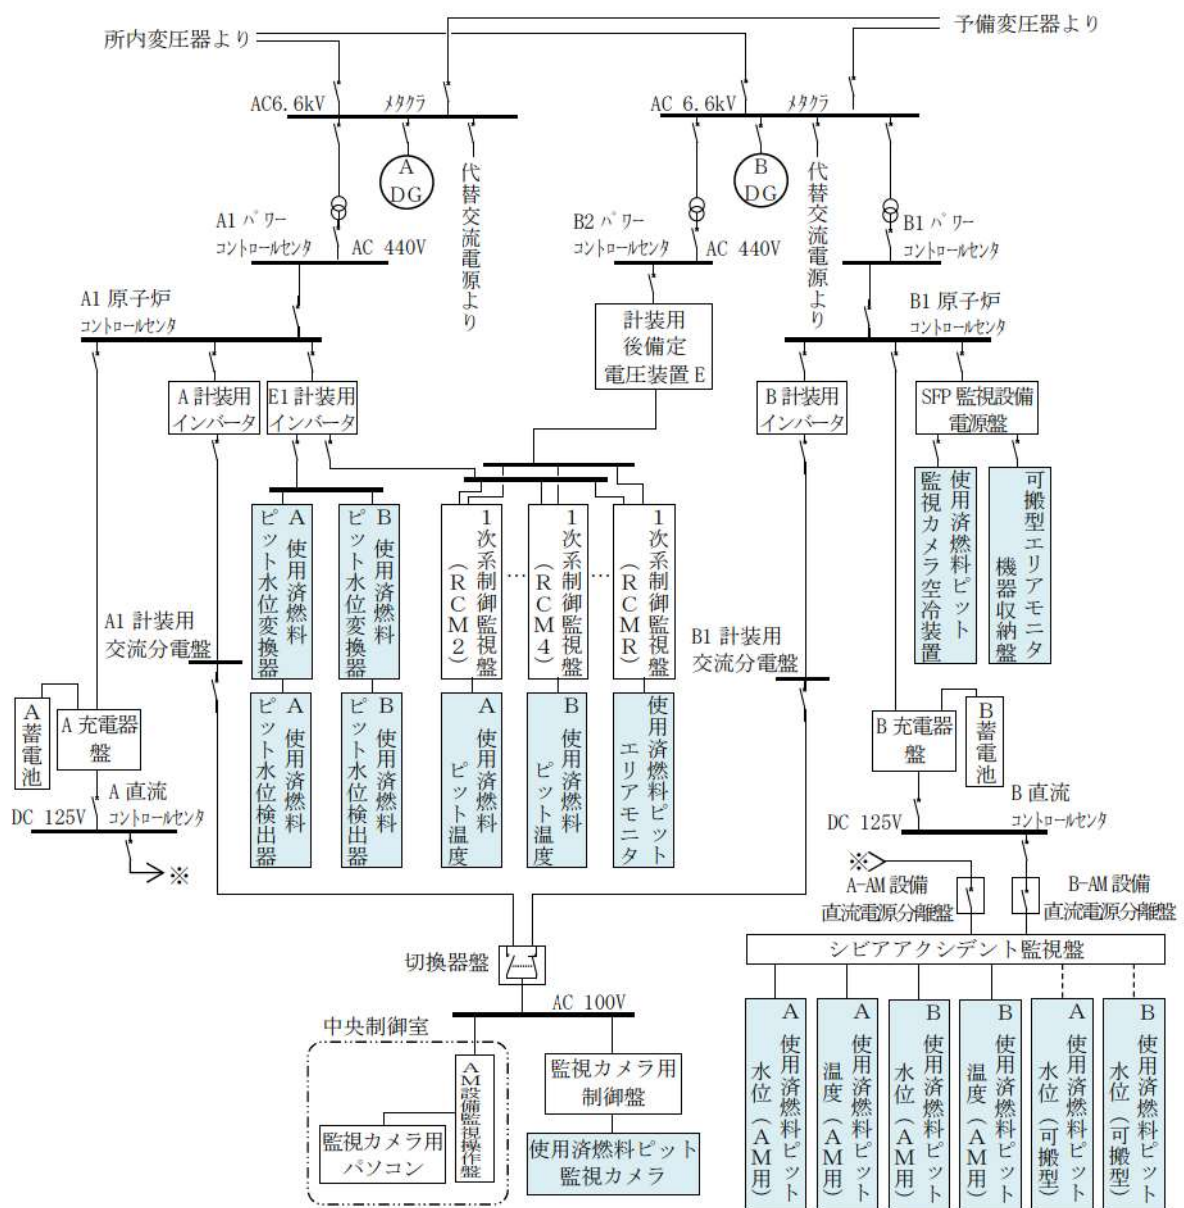 所内変圧器より
予備変圧器より
AC6.6kV
メタクラ
AC 6.6kV
メタクラ
A
DG
代替交流電源より
B
DG
代替交流電源より
A1 パワー
コントロールセンタ
AC 440V
B2 パワー
コントロールセンタ
AC 440V
B1 パワー
コントロールセンタ
A1 原子炉
コントロールセンタ
計装用
後備定
電圧装置 E
B1 原子炉
コントロールセンタ
A 計装用
インバータ
E1計装用
インバータ
B 計装用
インバータ
SFP 監視設備
電源盤
A 使用済燃料
ピット水位変換器
B 使用済燃料
ピット水位変換器
1次系制御監視盤
(RCM2)
…
1次系制御監視盤
(RCM4)
…
1次系制御監視盤
(RCMR)
使用済燃料ピット
監視カメラ空冷装置
可搬型エリアモニタ
機器収納盤
A1 計装用
交流分電盤
B1 計装用
交流分電盤
A 使用済燃料
ピット水位検出器
B 使用済燃料
ピット水位検出器
A 使用済燃料
ピット温度
B 使用済燃料
ピット温度
使用済燃料ピット
エリアモニタ
A蓄電池
A 充電器
盤
B 充電器
盤
B蓄電池
DC 125V
A 直流
コントロールセンタ
※
DC 125V
B 直流
コントロールセンタ
※
A-AM 設備
直流電源分離盤
B-AM 設備
直流電源分離盤
シビアアクシデント監視盤
切換器盤
AC 100V
中央制御室
AM設備監視操作盤
監視カメラ用
パソコン
監視カメラ用
制御盤
使用済燃料ピット
監視カメラ
A 使用済燃料ピット
水位(AM用)
A 使用済燃料ピット
温度(AM用)
B 使用済燃料ピット
水位(AM用)
B 使用済燃料ピット
温度(AM用)
A 使用済燃料ピット
水位(可搬型)
B 使用済燃料ピット
水位(可搬型)